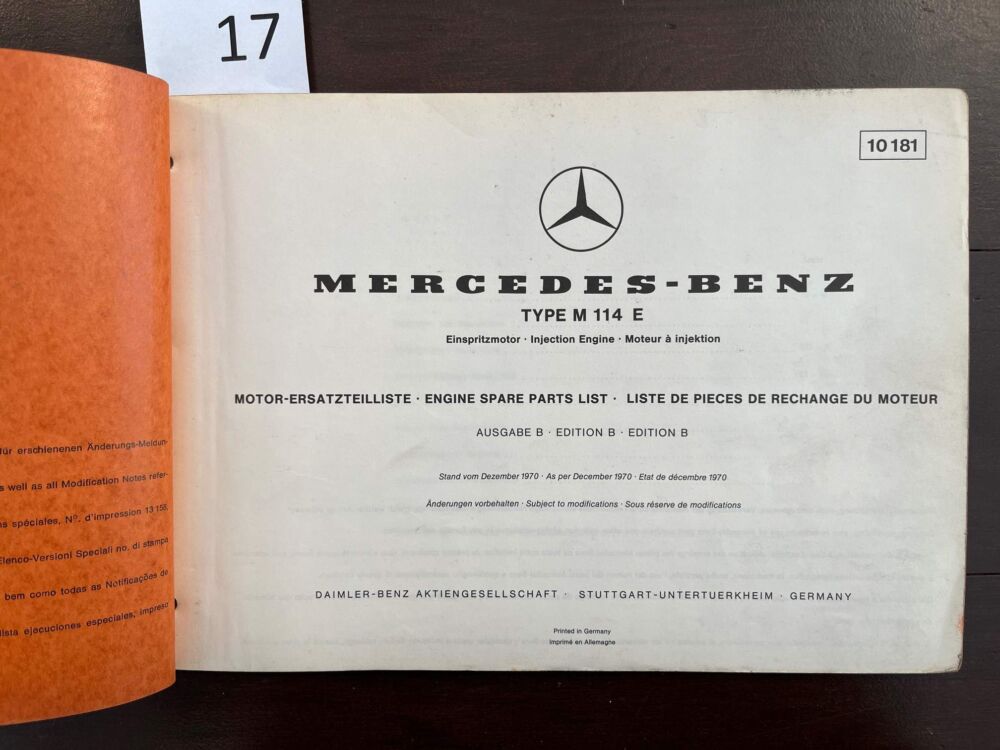 17
10 181
MERCEDES-BENZ
TYPE M 114 E
Einspritzmotor · Injection Engine · Moteur à injektion
MOTOR-ERSATZTEILLISTE · ENGINE SPARE PARTS LIST · LISTE DE PIECES DE RECHANGE DU MOTEUR
AUSGABE B · EDITION B · EDITION B
Stand vom Dezember 1970 · As per December 1970 · Etat de décembre 1970
Änderungen vorbehalten · Subject to modifications · Sous réserve de modifications
DAIMLER-BENZ AKTIENGESELLSCHAFT · STUTTGART-UNTERTUERKHEIM · GERMANY
Printed in Germany
Imprimé en Allemagne
für erschienenen Änderungs-Meldun-
s well as all Modification Notes refer-
ns spéciales, Nº. d'impression 13 158.
Elenco-Versioni Speciali no. di stampa
bem como todas as Notificações de
lista ejecuciones especiales, impreso